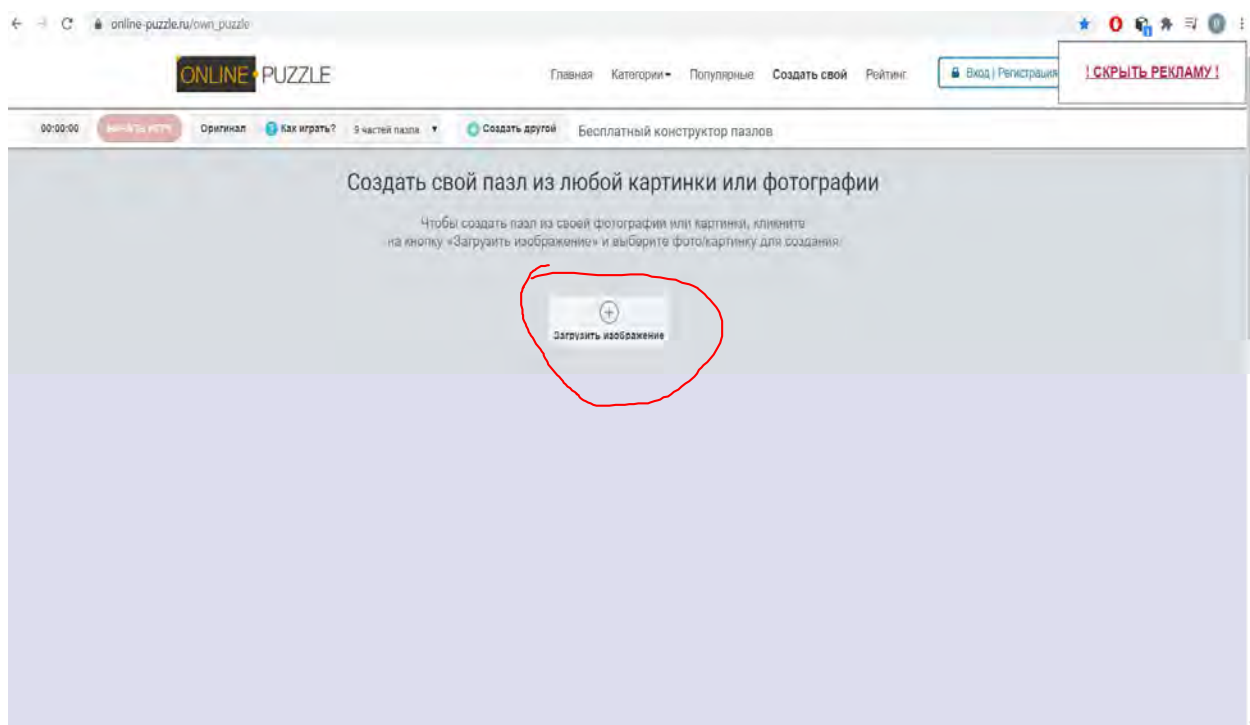 online-puzzle.ru/own_puzzle
ONLINE PUZZLE
Главная Категории Популярные Создать свой Рейтинг Вход | Регистрация ! СКРЫТЬ РЕКЛАМУ !
00:00:00 Оригинал Как играть? 9 частей пазла Создать другой Бесплатный конструктор пазлов
Создать свой пазл из любой картинки или фотографии
Чтобы создать пазл из своей фотографии или картинки, кликните
на кнопку «Загрузить изображение» и выберите фото/картинку для создания.
Загрузить изображение